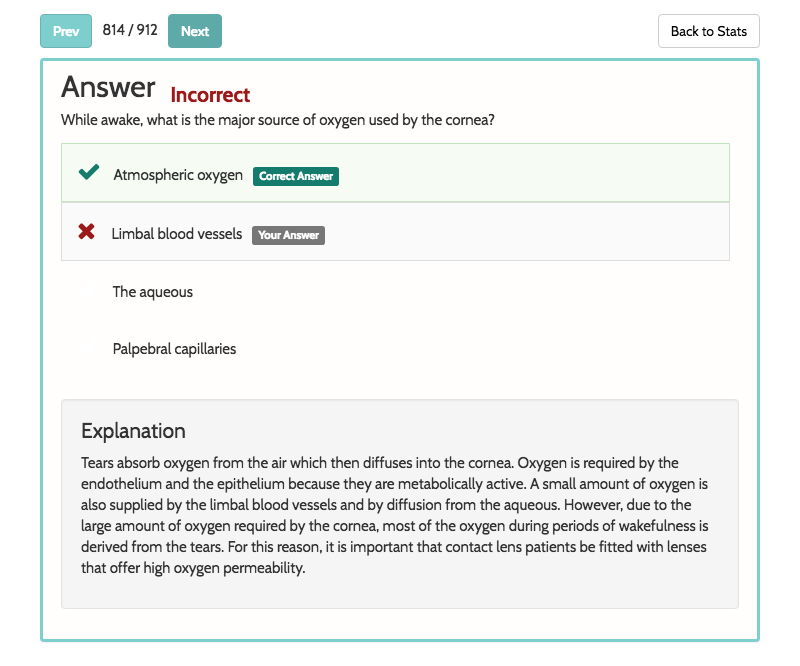 Prev 814 / 912 Next Back to Stats
Answer Incorrect
While awake, what is the major source of oxygen used by the cornea?
Atmospheric oxygen Correct Answer
Limbal blood vessels Your Answer
The aqueous
Palpebral capillaries
Explanation
Tears absorb oxygen from the air which then diffuses into the cornea. Oxygen is required by the
endothelium and the epithelium because they are metabolically active. A small amount of oxygen is
also supplied by the limbal blood vessels and by diffusion from the aqueous. However, due to the
large amount of oxygen required by the cornea, most of the oxygen during periods of wakefulness is
derived from the tears. For this reason, it is important that contact lens patients be fitted with lenses
that offer high oxygen permeability.